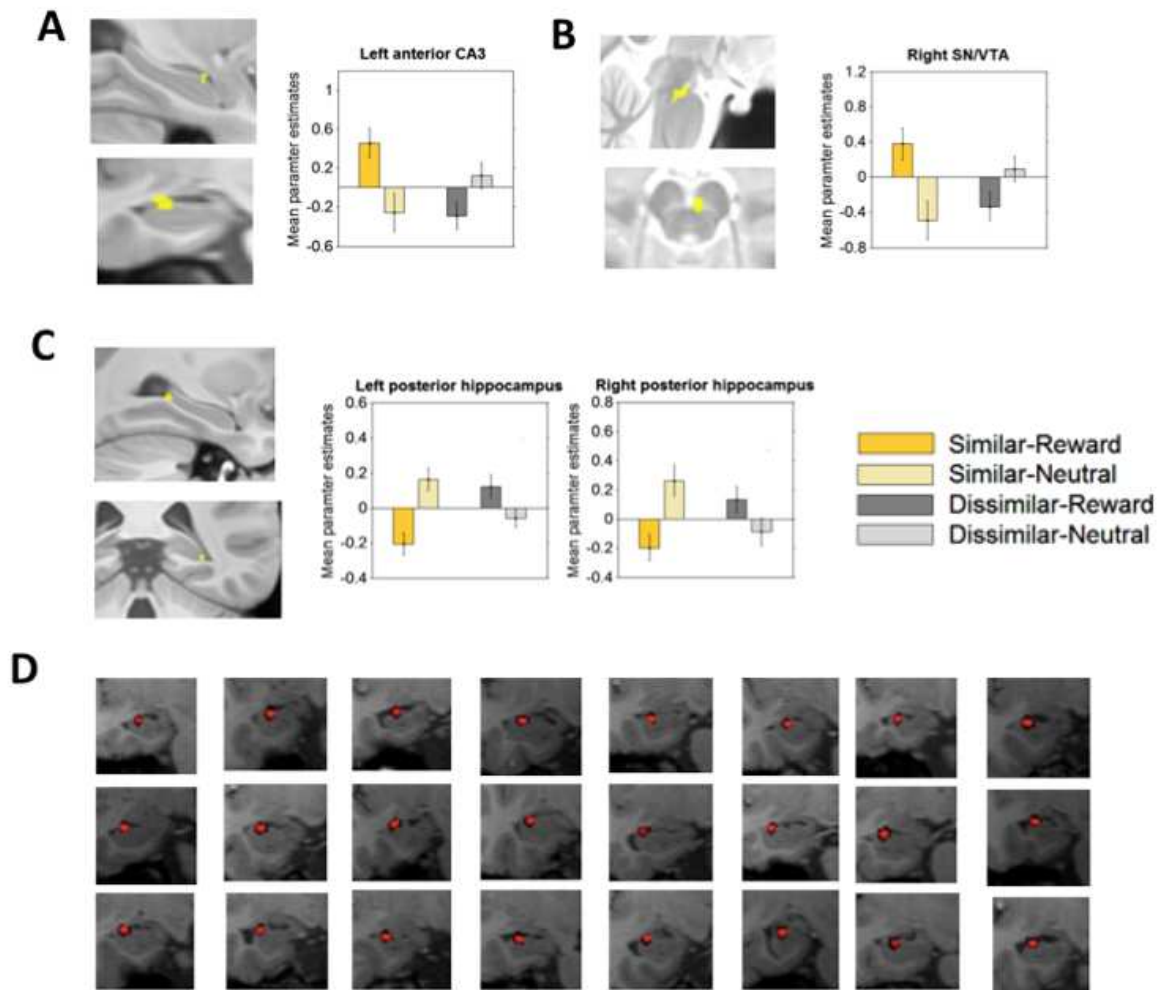 A
Left anterior CA3
Mean paramter estimates
1
0.6
0.2
-0.2
-0.6
B
Right SN/VTA
Mean paramter estimates
1.2
0.8
0.4
0
-0.4
-0.8
C
Left posterior hippocampus
Mean paramter estimates
0.6
0.4
0.2
0
-0.2
-0.4
Right posterior hippocampus
Mean paramter estimates
0.8
0.6
0.4
0.2
0
-0.2
-0.4
Similar-Reward
Similar-Neutral
Dissimilar-Reward
Dissimilar-Neutral
D